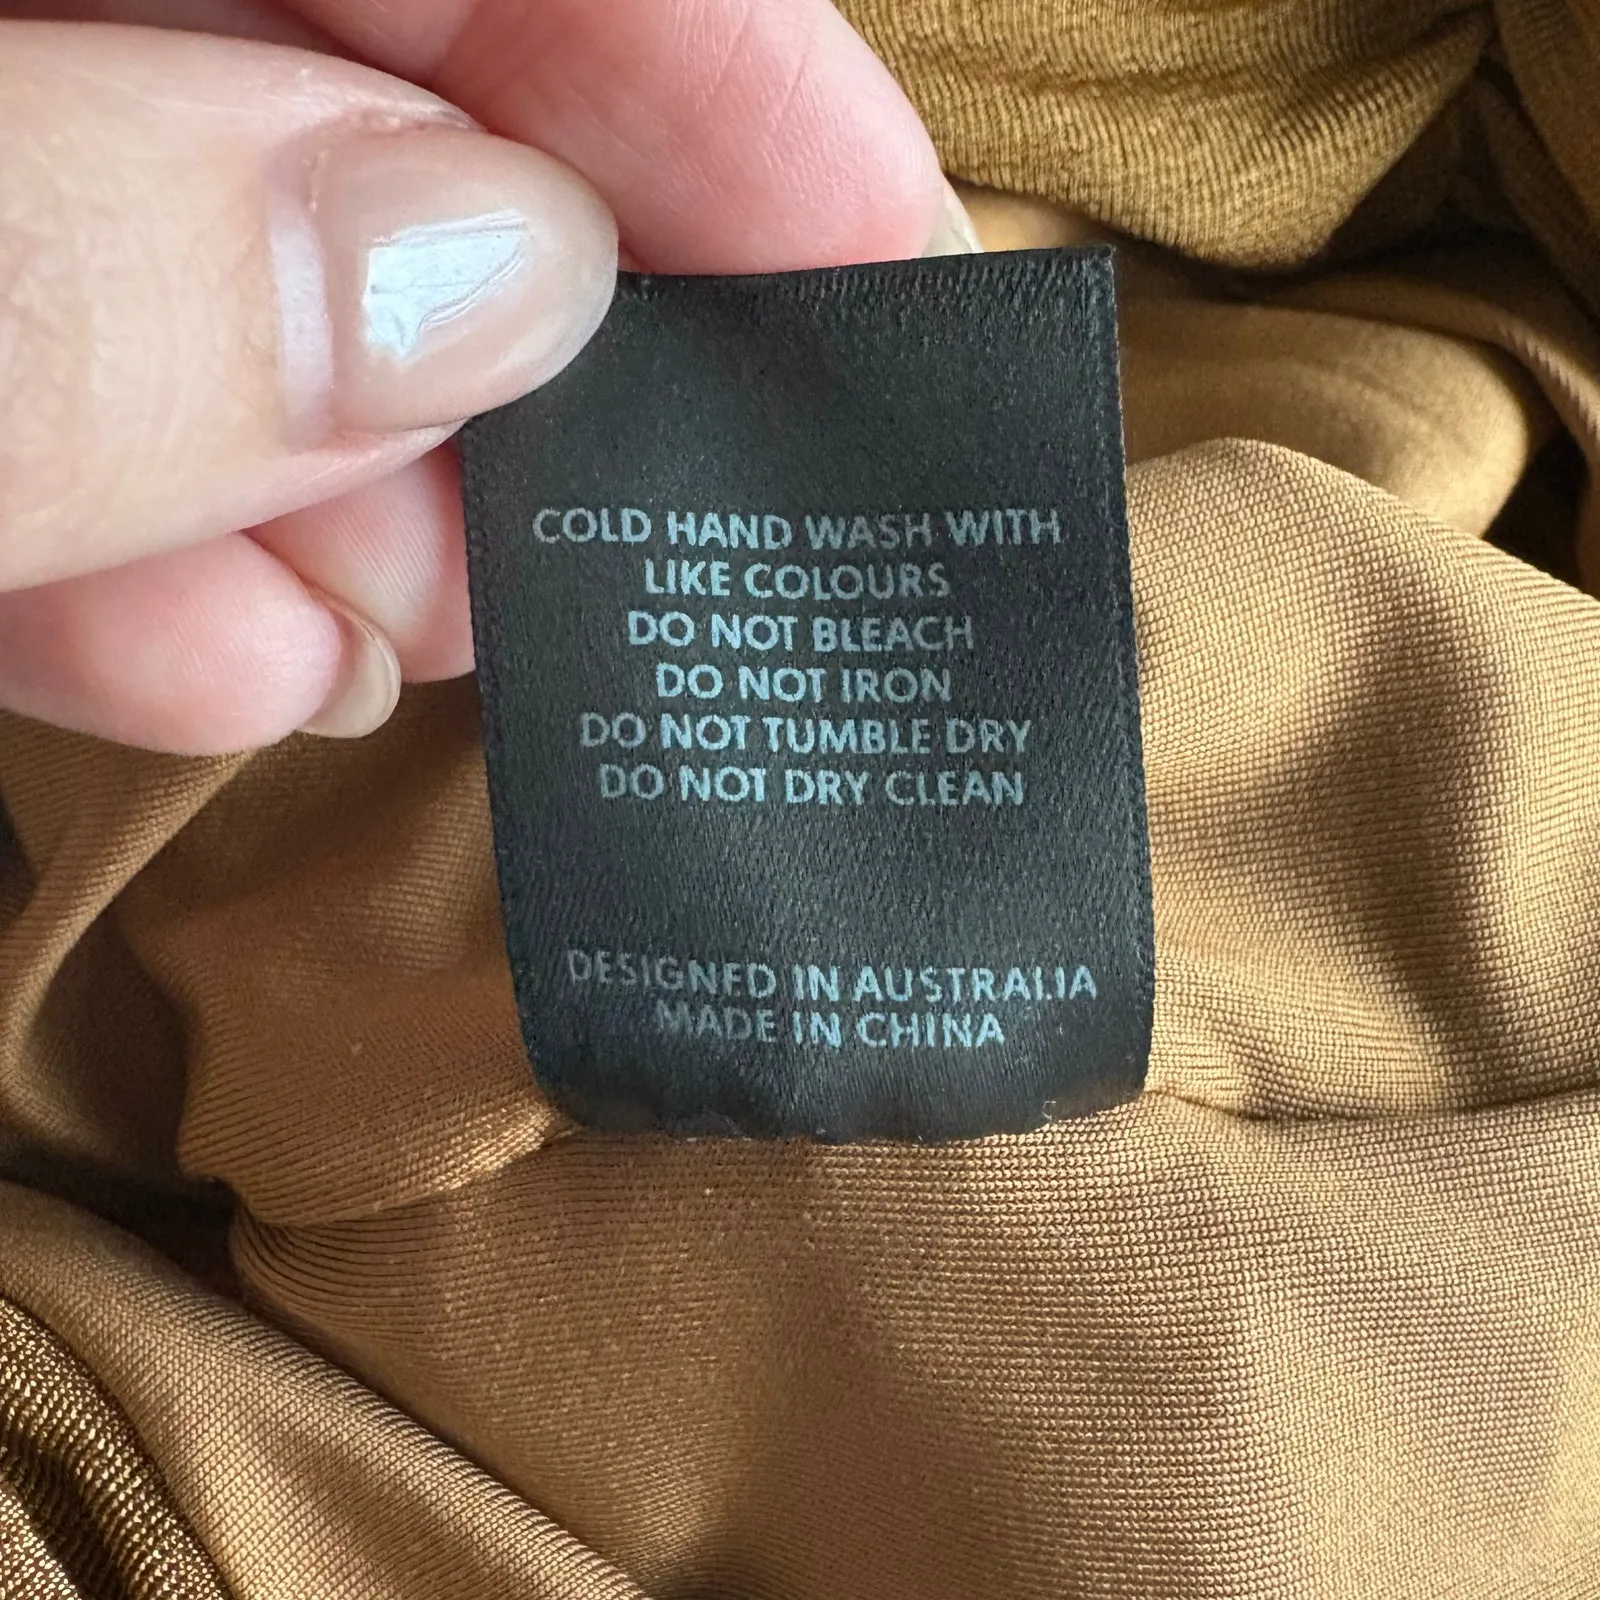 COLD HAND WASH WITH
LIKE COLOURS
DO NOT BLEACH
DO NOT IRON
DO NOT TUMBLE DRY
DO NOT DRY CLEAN
DESIGNED IN AUSTRALIA
MADE IN CHINA